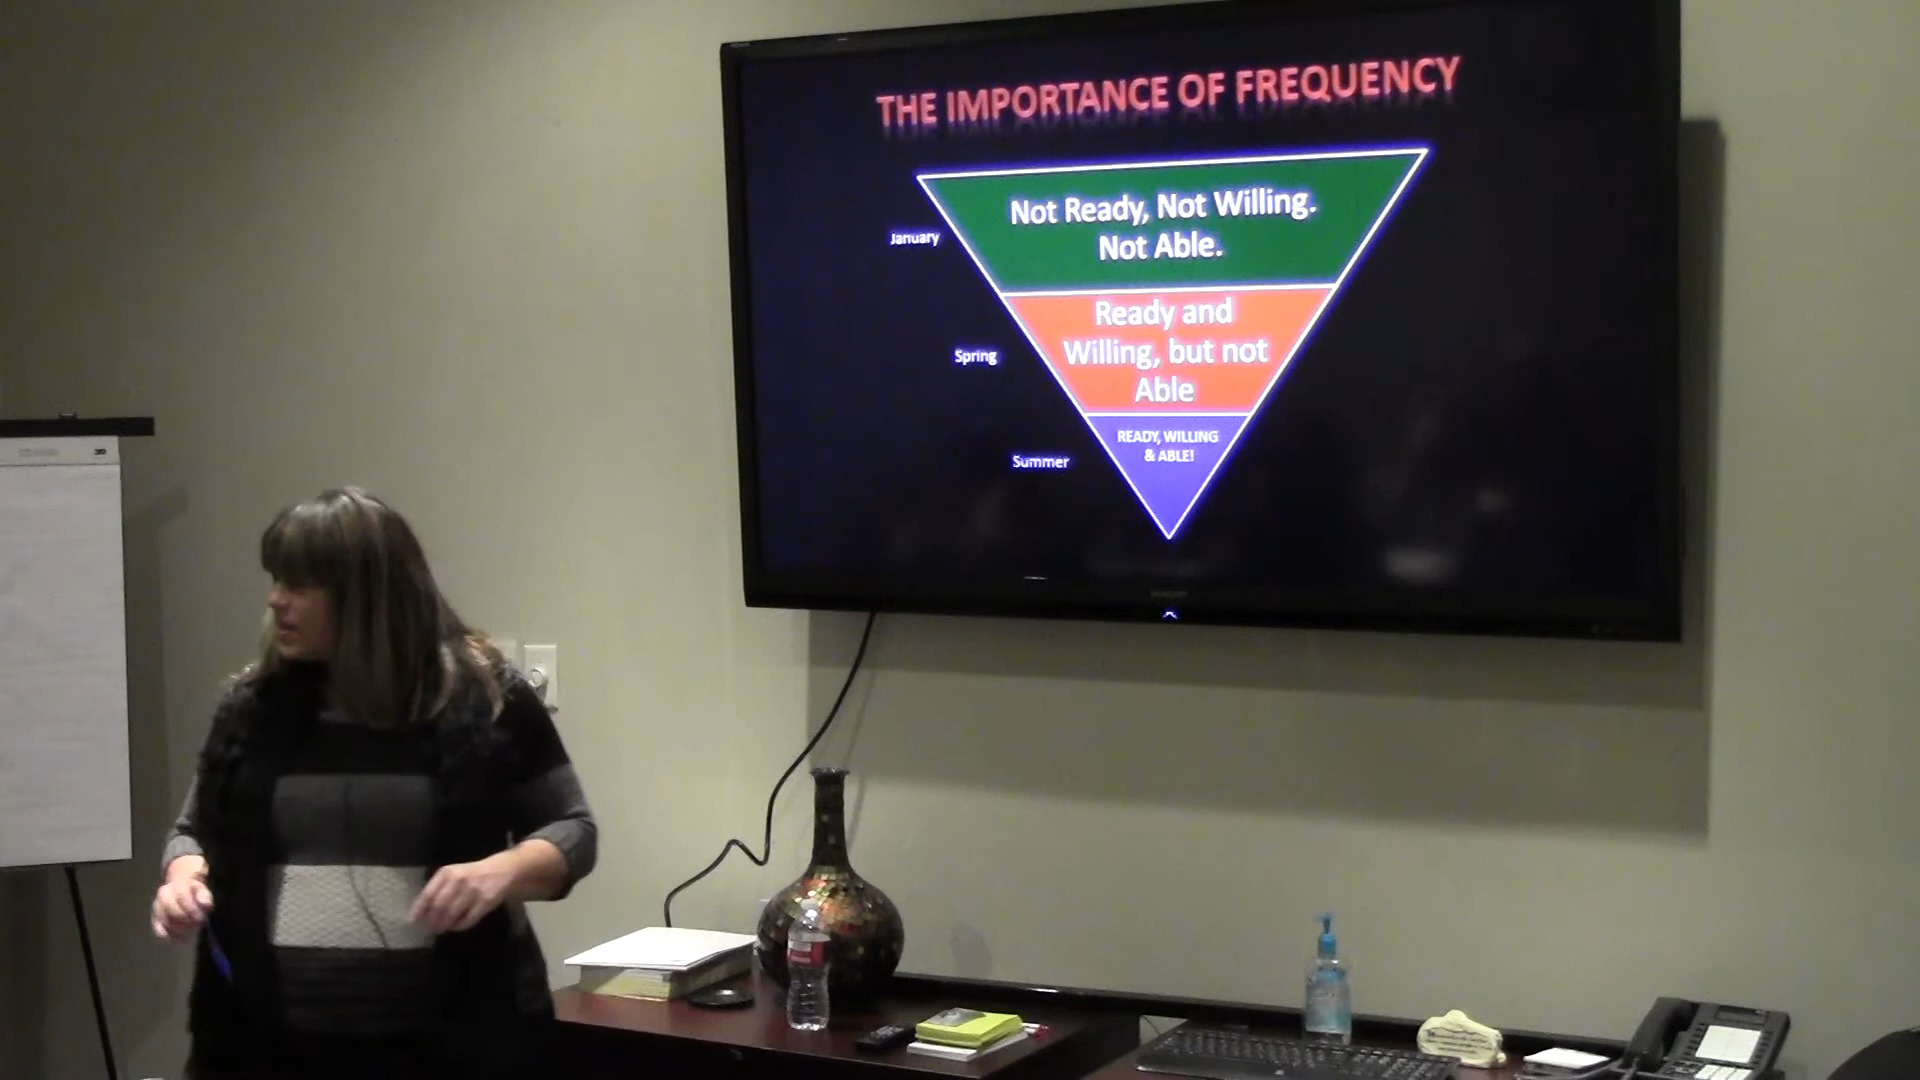 THE IMPORTANCE OF FREQUENCY
Not Ready, Not Willing.
Not Able.
January
Ready and
Willing, but not
Able
Spring
READY, WILLING
& ABLE!
Summer